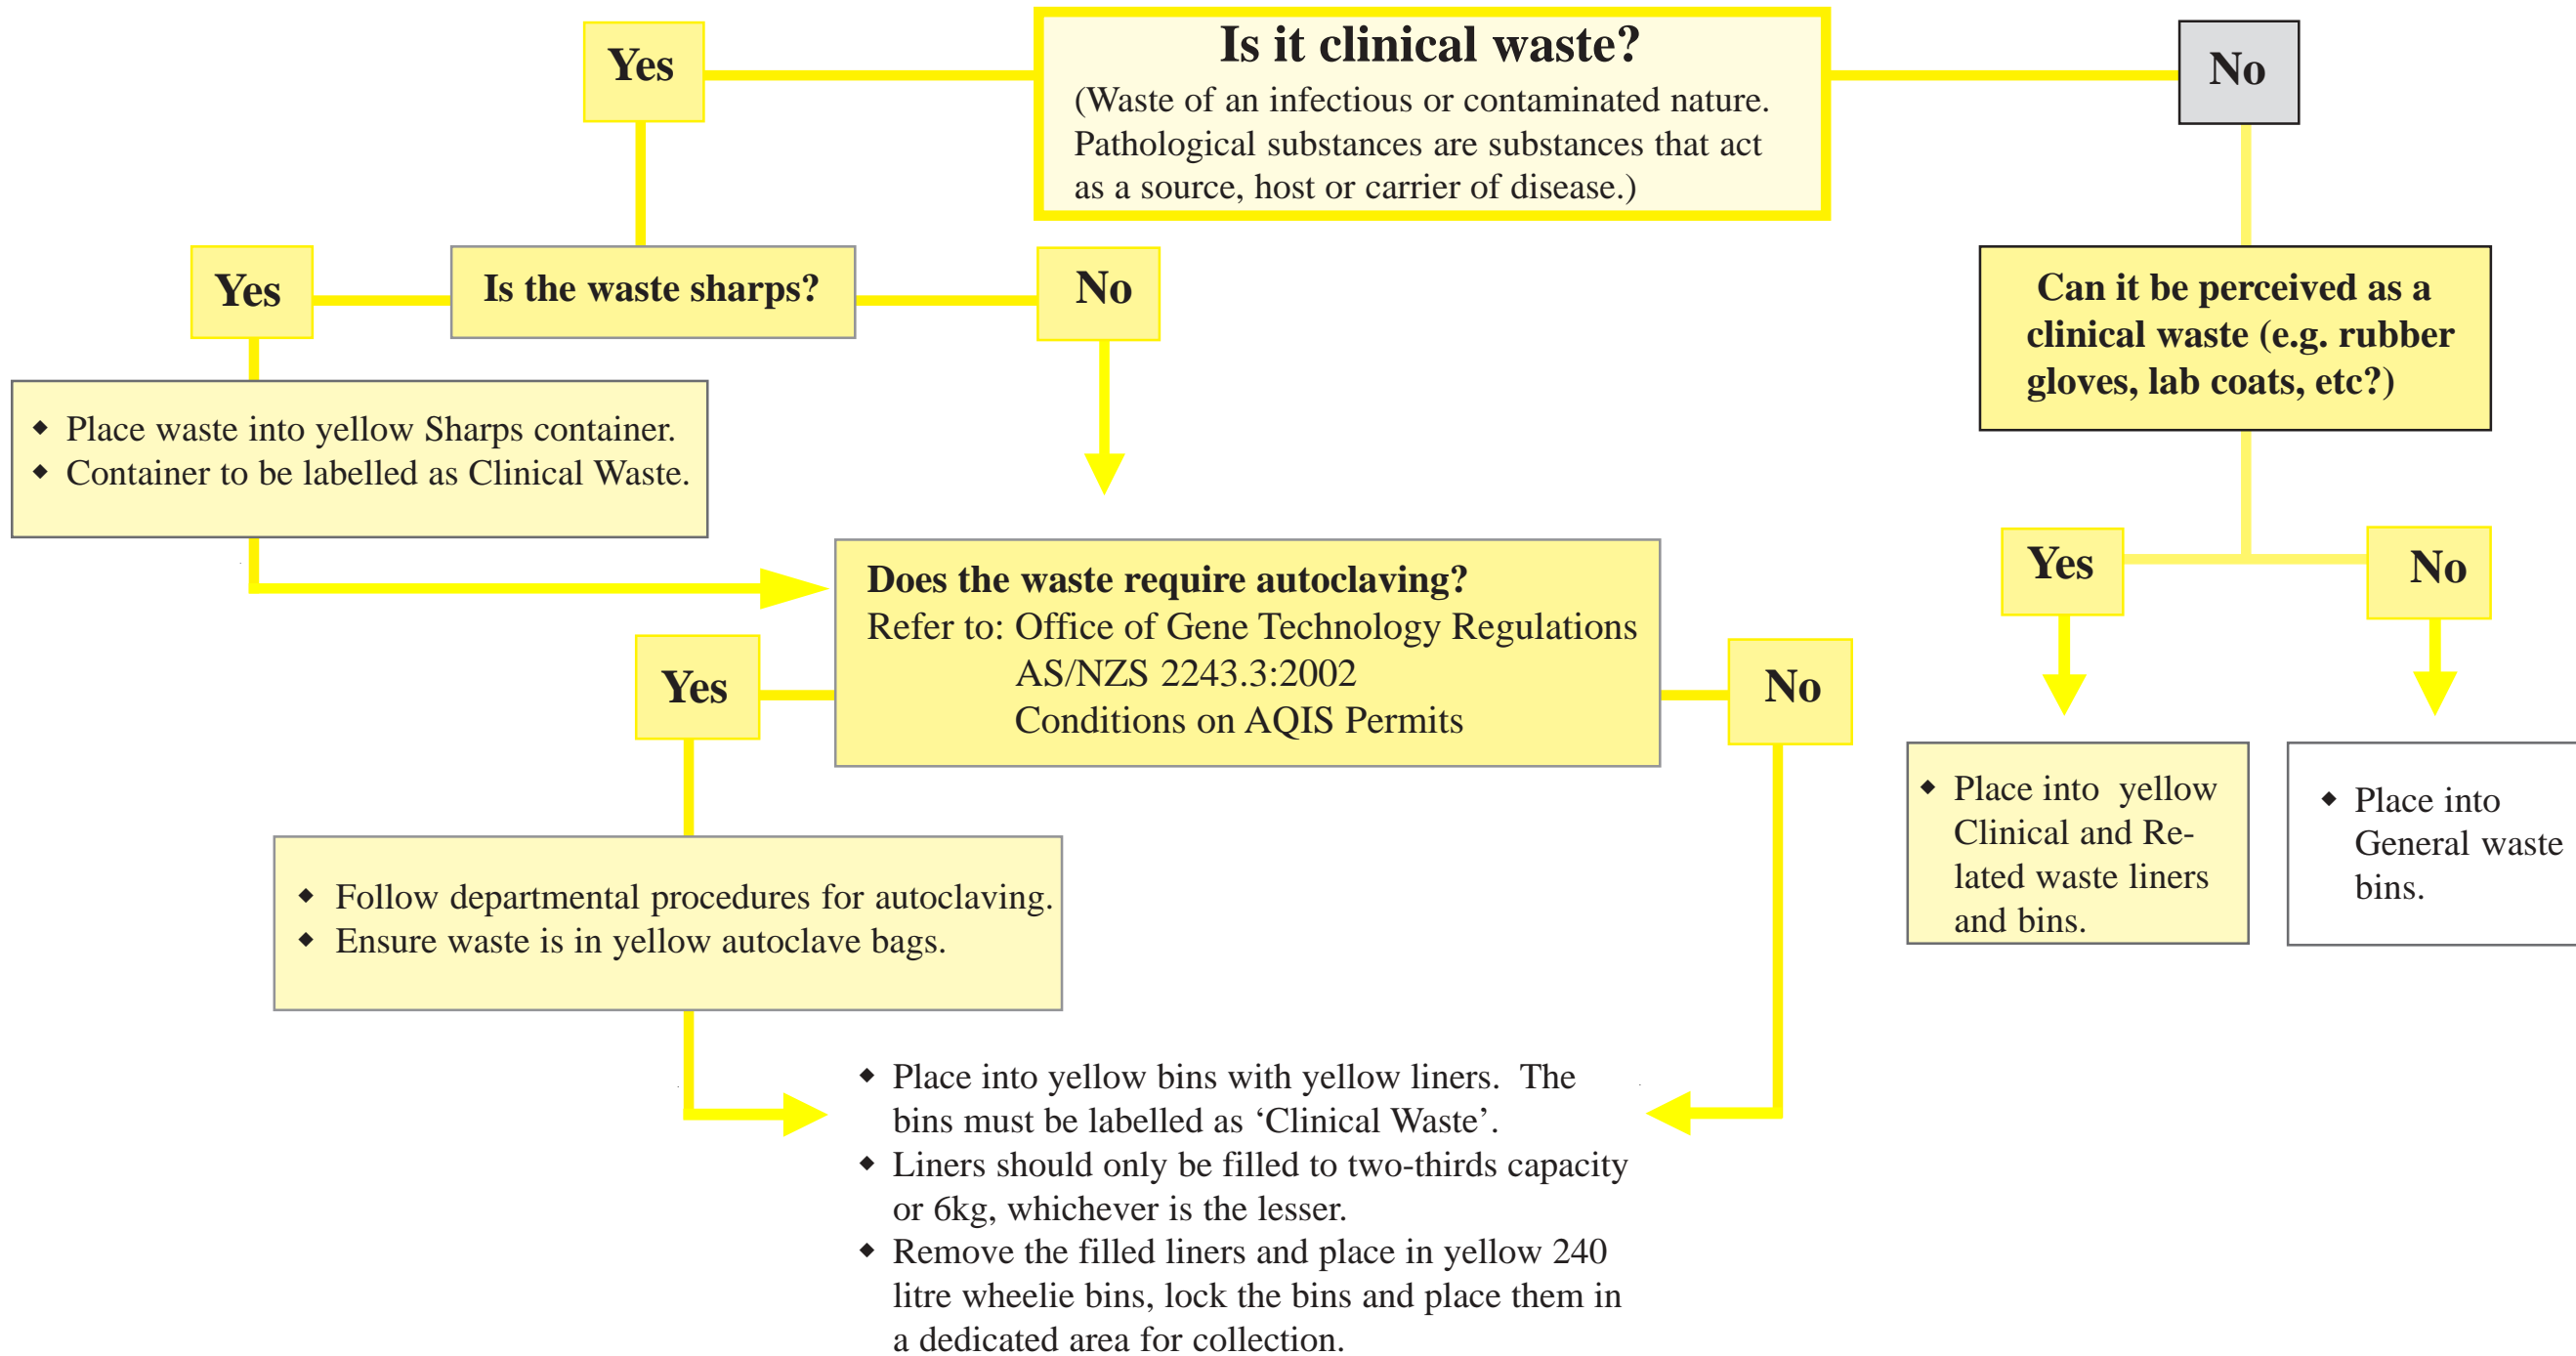 Is it clinical waste?
(Waste of an infectious or contaminated nature.
Pathological substances are substances that act
as a source, host or carrier of disease.)
Yes
No
Is the waste sharps?
Yes
No
◆ Place waste into yellow Sharps container.
◆ Container to be labelled as Clinical Waste.
Can it be perceived as a
clinical waste (e.g. rubber
gloves, lab coats, etc?)
Yes
No
Does the waste require autoclaving?
Refer to: Office of Gene Technology Regulations
AS/NZS 2243.3:2002
Conditions on AQIS Permits
Yes
No
◆ Place into yellow
Clinical and Re-
lated waste liners
and bins.
◆ Place into
General waste
bins.
◆ Follow departmental procedures for autoclaving.
◆ Ensure waste is in yellow autoclave bags.
◆ Place into yellow bins with yellow liners. The
bins must be labelled as ‘Clinical Waste’.
◆ Liners should only be filled to two-thirds capacity
or 6kg, whichever is the lesser.
◆ Remove the filled liners and place in yellow 240
litre wheelie bins, lock the bins and place them in
a dedicated area for collection.